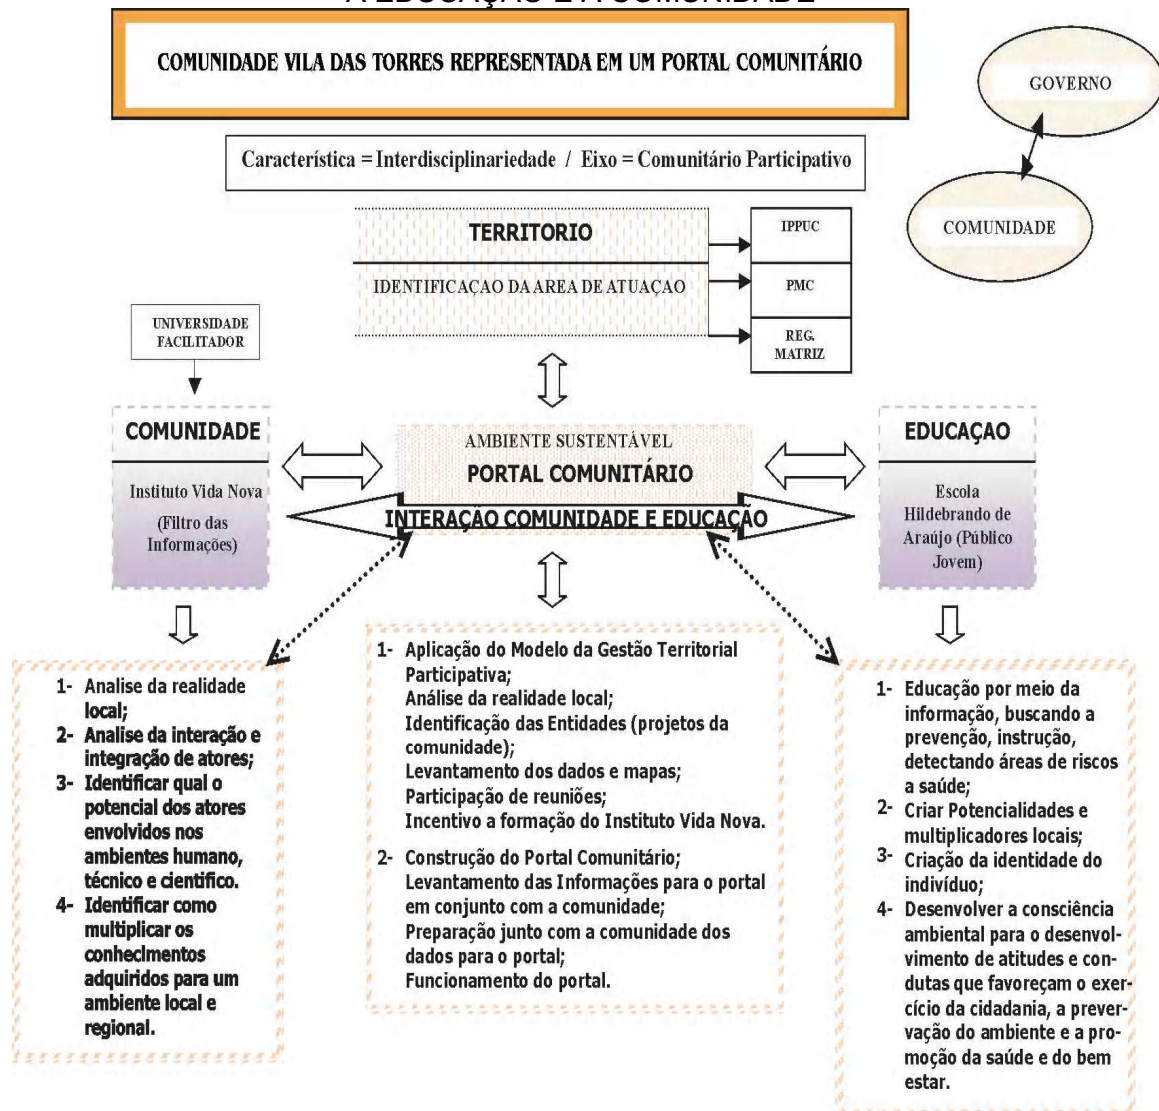 A EDUCAÇÃO E A COMUNIDADE
COMUNIDADE VILA DAS TORRES REPRESENTADA EM UM PORTAL COMUNITÁRIO
GOVERNO
COMUNIDADE
Característica = Interdisciplinariedade / Eixo = Comunitário Participativo
TERRITORIO
IDENTIFICAÇAO DA AREA DE ATUAÇAO
IPPUC
PMC
REG.
MATRIZ
UNIVERSIDADE
FACILITADOR
COMUNIDADE
Instituto Vida Nova
(Filtro das
Informações)
AMBIENTE SUSTENTÁVEL
PORTAL COMUNITÁRIO
INTERAÇÃO COMUNIDADE E EDUCAÇÃO
EDUCAÇAO
Escola
Hildebrando de
Araújo (Público
Jovem)
1- Analise da realidade
local;
2- Analise da interação e
integração de atores;
3- Identificar qual o
potencial dos atores
envolvidos nos
ambientes humano,
técnico e científico.
4- Identificar como
multiplicar os
conhecimentos
adquiridos para um
ambiente local e
regional.
1- Aplicação do Modelo da Gestão Territorial
Participativa;
Análise da realidade local;
Identificação das Entidades (projetos da
comunidade);
Levantamento dos dados e mapas;
Participação de reuniões;
Incentivo a formação do Instituto Vida Nova.
2- Construção do Portal Comunitário;
Levantamento das Informações para o portal
em conjunto com a comunidade;
Preparação junto com a comunidade dos
dados para o portal;
Funcionamento do portal.
1- Educação por meio da
informação, buscando a
prevenção, instrução,
detectando áreas de riscos
a saúde;
2- Criar Potencialidades e
multiplicadores locais;
3- Criação da identidade do
indivíduo;
4- Desenvolver a consciência
ambiental para o desenvol-
vimento de atitudes e con-
dutas que favoreçam o exer-
cício da cidadania, a prever-
vação do ambiente e a pro-
moção da saúde e do bem
estar.